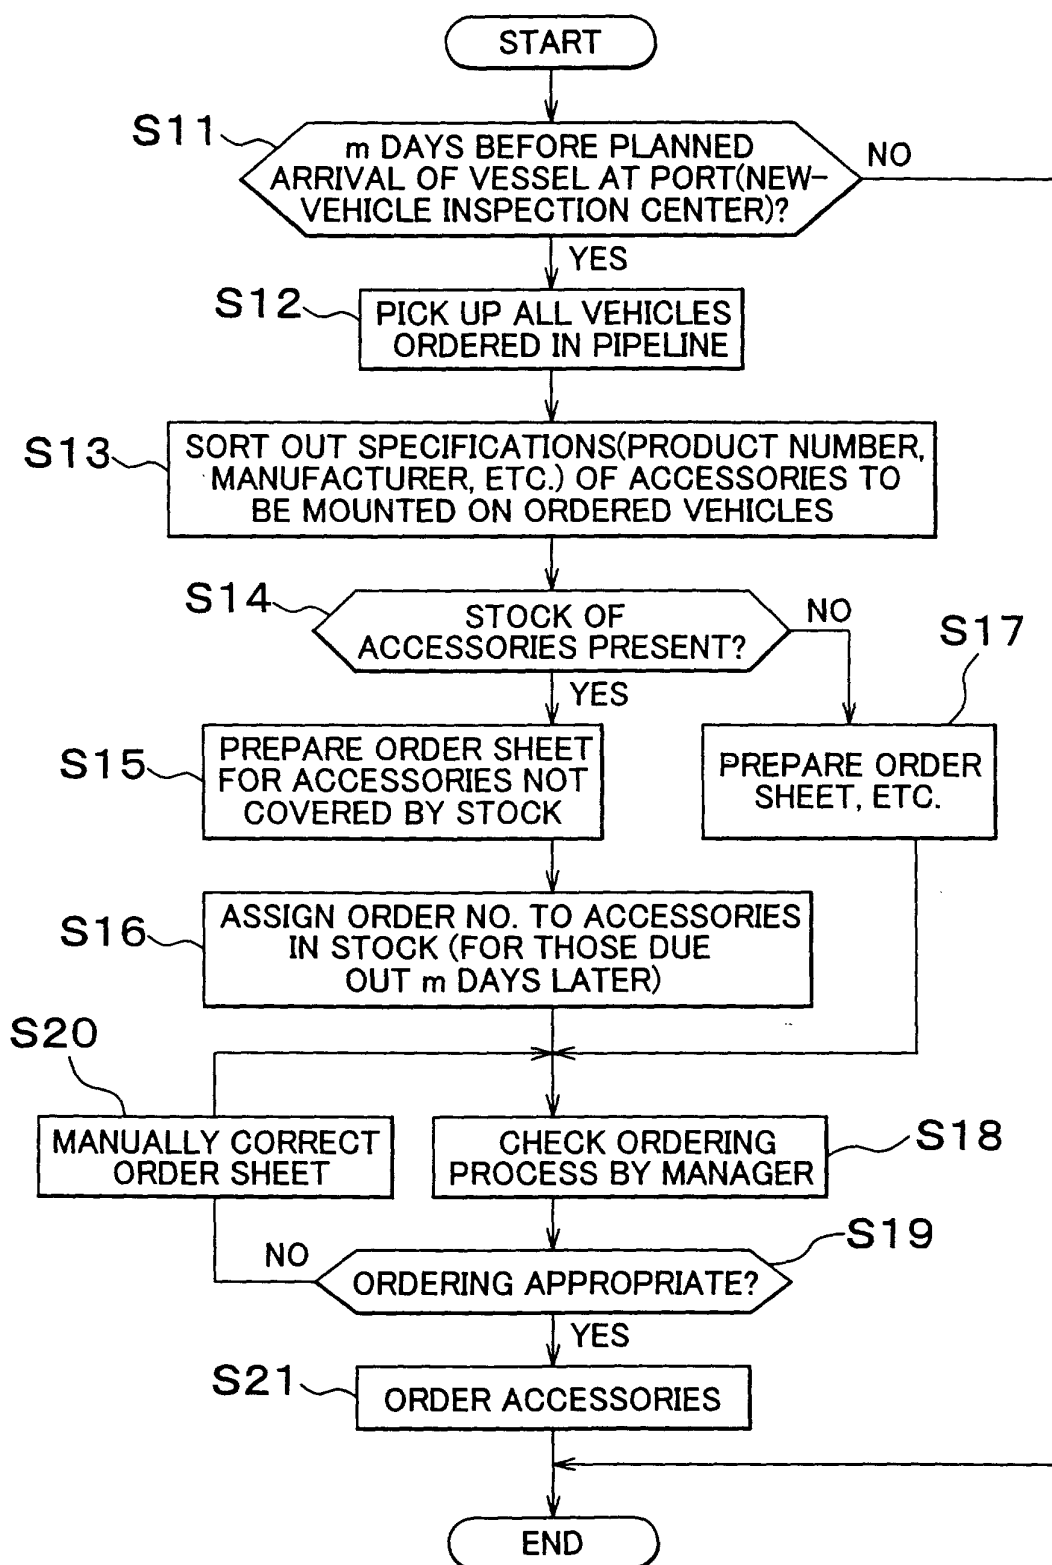 START
S11
m DAYS BEFORE PLANNED
ARRIVAL OF VESSEL AT PORT(NEW-
VEHICLE INSPECTION CENTER)?
NO
YES
S12
PICK UP ALL VEHICLES
ORDERED IN PIPELINE
S13
SORT OUT SPECIFICATIONS(PRODUCT NUMBER,
MANUFACTURER, ETC.) OF ACCESSORIES TO
BE MOUNTED ON ORDERED VEHICLES
S14
STOCK OF
ACCESSORIES PRESENT?
NO
YES
S17
PREPARE ORDER
SHEET, ETC.
S15
PREPARE ORDER SHEET
FOR ACCESSORIES NOT
COVERED BY STOCK
S16
ASSIGN ORDER NO. TO ACCESSORIES
IN STOCK (FOR THOSE DUE
OUT m DAYS LATER)
S20
MANUALLY CORRECT
ORDER SHEET
CHECK ORDERING
PROCESS BY MANAGER
S18
S19
NO
ORDERING APPROPRIATE?
YES
S21
ORDER ACCESSORIES
END